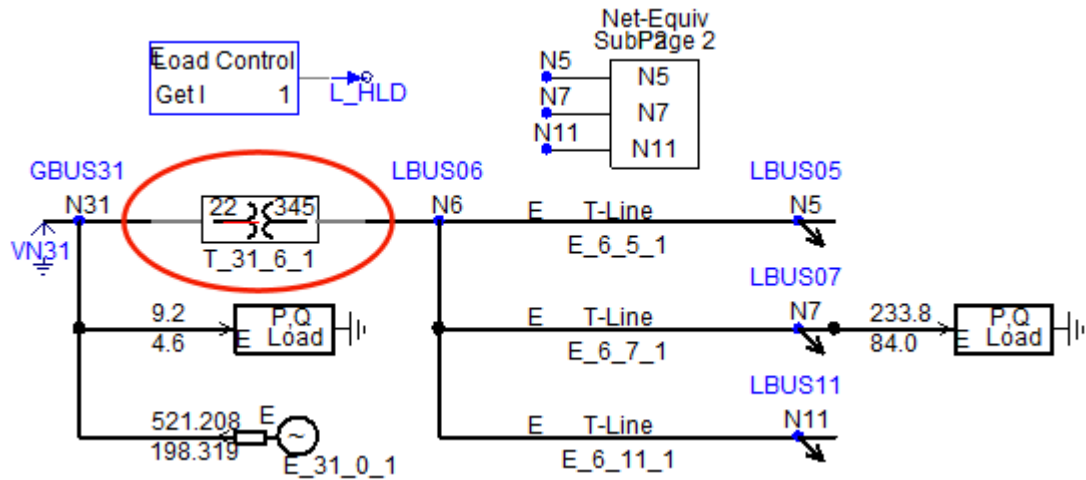 Net-Equiv
SubPage 2
Load Control
Get I 1
L_HLD
N5
N7
N11
N5
N7
N11
GBUS31
N31
VN31
22 345
T_31_6_1
LBUS06
N6
E T-Line
E_6_5_1
LBUS05
N5
9.2
4.6
P,Q
E Load
E T-Line
E_6_7_1
LBUS07
N7
233.8
84.0
P,Q
E Load
521.208
198.319
E
~
E_31_0_1
E T-Line
E_6_11_1
LBUS11
N11